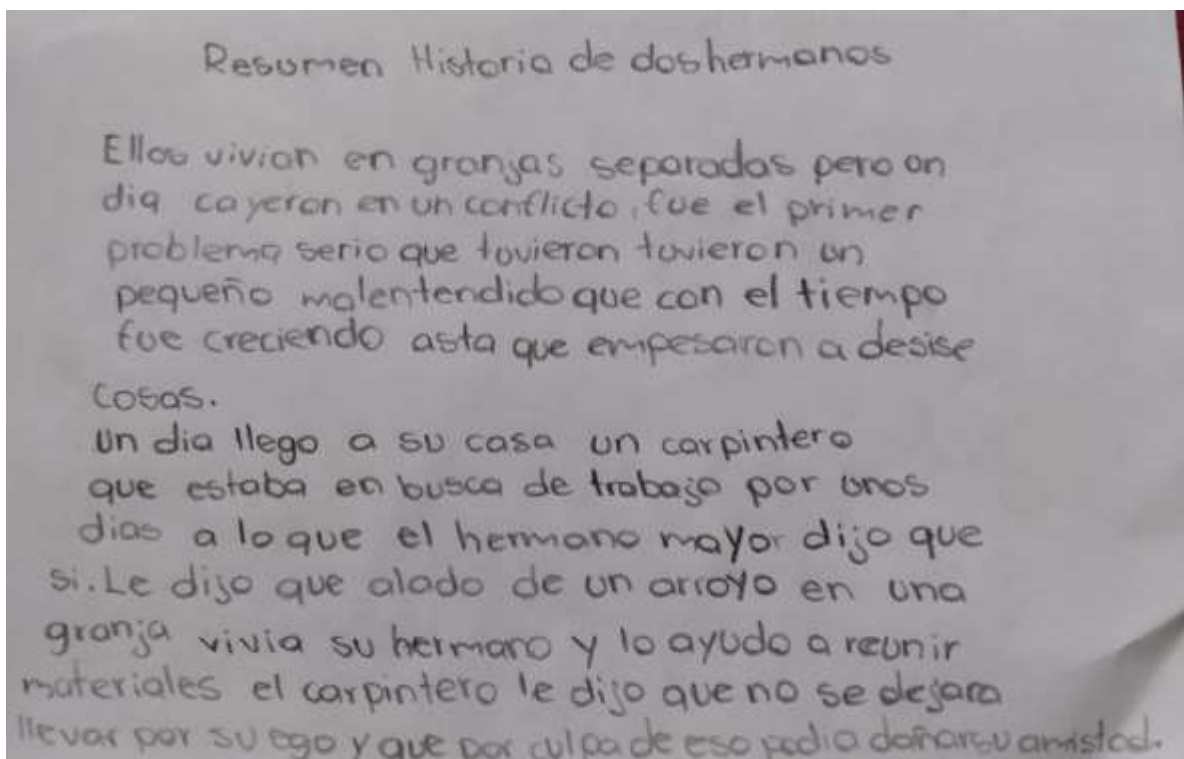 Resumen Historia de dos hermanos
Ellos vivian en granjas separadas pero un
dia cayeron en un conflicto, fue el primer
problema serio que tuvieron tuvieron un
pequeño malentendido que con el tiempo
fue creciendo asta que empesaron a desise
cosas.
Un dia llego a su casa un carpintero
que estaba en busca de trabajo por unos
dias a lo que el hermano mayor dijo que
si. Le dijo que alado de un arroyo en una
granja vivia su hermano y lo ayudo a reunir
materiales el carpintero le dijo que no se dejara
llevar por su ego y que por culpa de eso podia dañar su amistad.